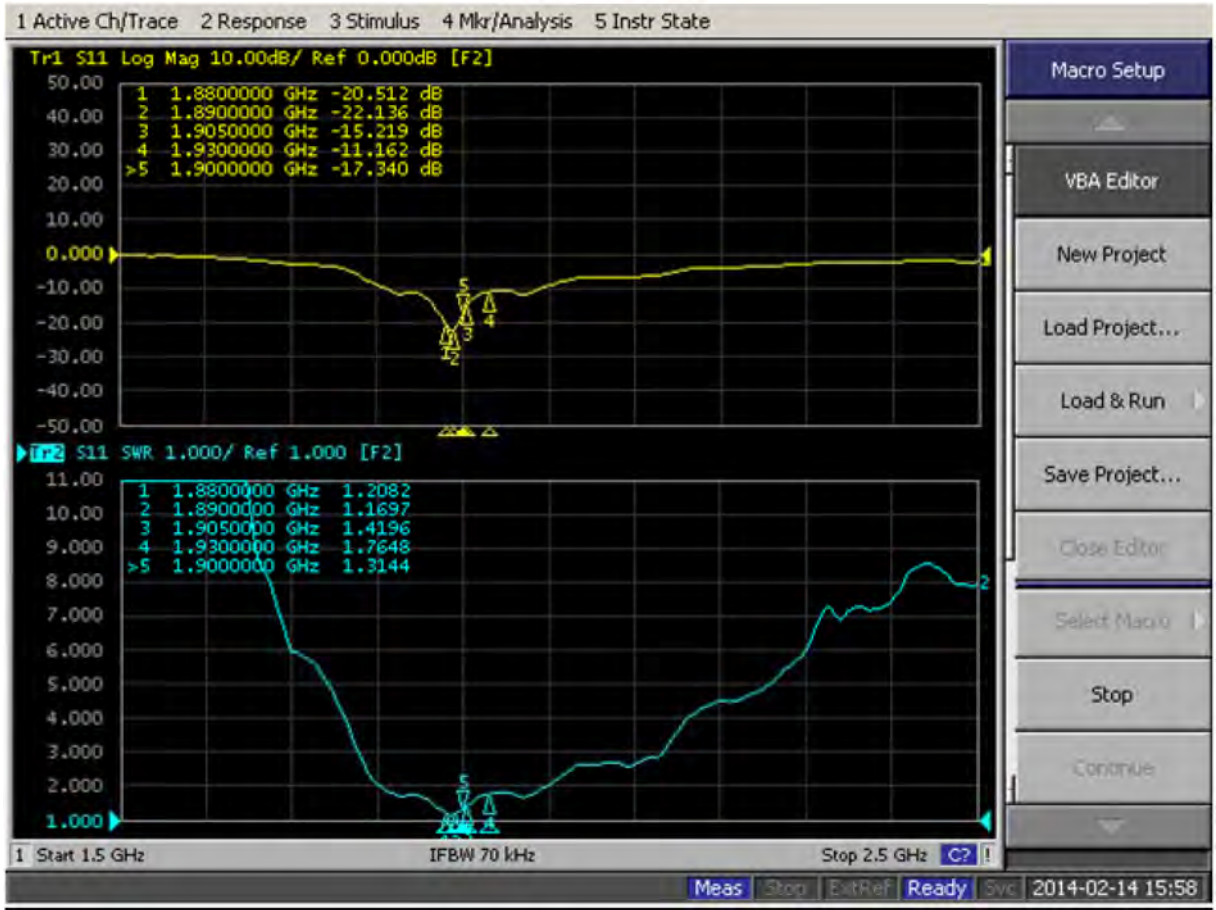 1 Active Ch/Trace 2 Response 3 Stimulus 4 Mkr/Analysis 5 Instr State
Tr1 S11 Log Mag 10.00dB/ Ref 0.000dB [F2]
50.00
40.00
30.00
20.00
10.00
0.000
-10.00
-20.00
-30.00
-40.00
-50.00
1 1.8800000 GHz -20.512 dB
2 1.8900000 GHz -22.136 dB
3 1.9050000 GHz -15.219 dB
4 1.9300000 GHz -11.162 dB
>5 1.9000000 GHz -17.340 dB
5
3
4
1
2
Tr2 S11 SWR 1.000/ Ref 1.000 [F2]
11.00
10.00
9.000
8.000
7.000
6.000
5.000
4.000
3.000
2.000
1.000
1 1.8800000 GHz 1.2082
2 1.8900000 GHz 1.1697
3 1.9050000 GHz 1.4196
4 1.9300000 GHz 1.7648
>5 1.9000000 GHz 1.3144
2
5
1 Start 1.5 GHz IFBW 70 kHz Stop 2.5 GHz C? !
Macro Setup
VBA Editor
New Project
Load Project...
Load & Run
Save Project...
Close Editor
Select Macro
Stop
Continue
Meas Stop ExtRef Ready Svc 2014-02-14 15:58